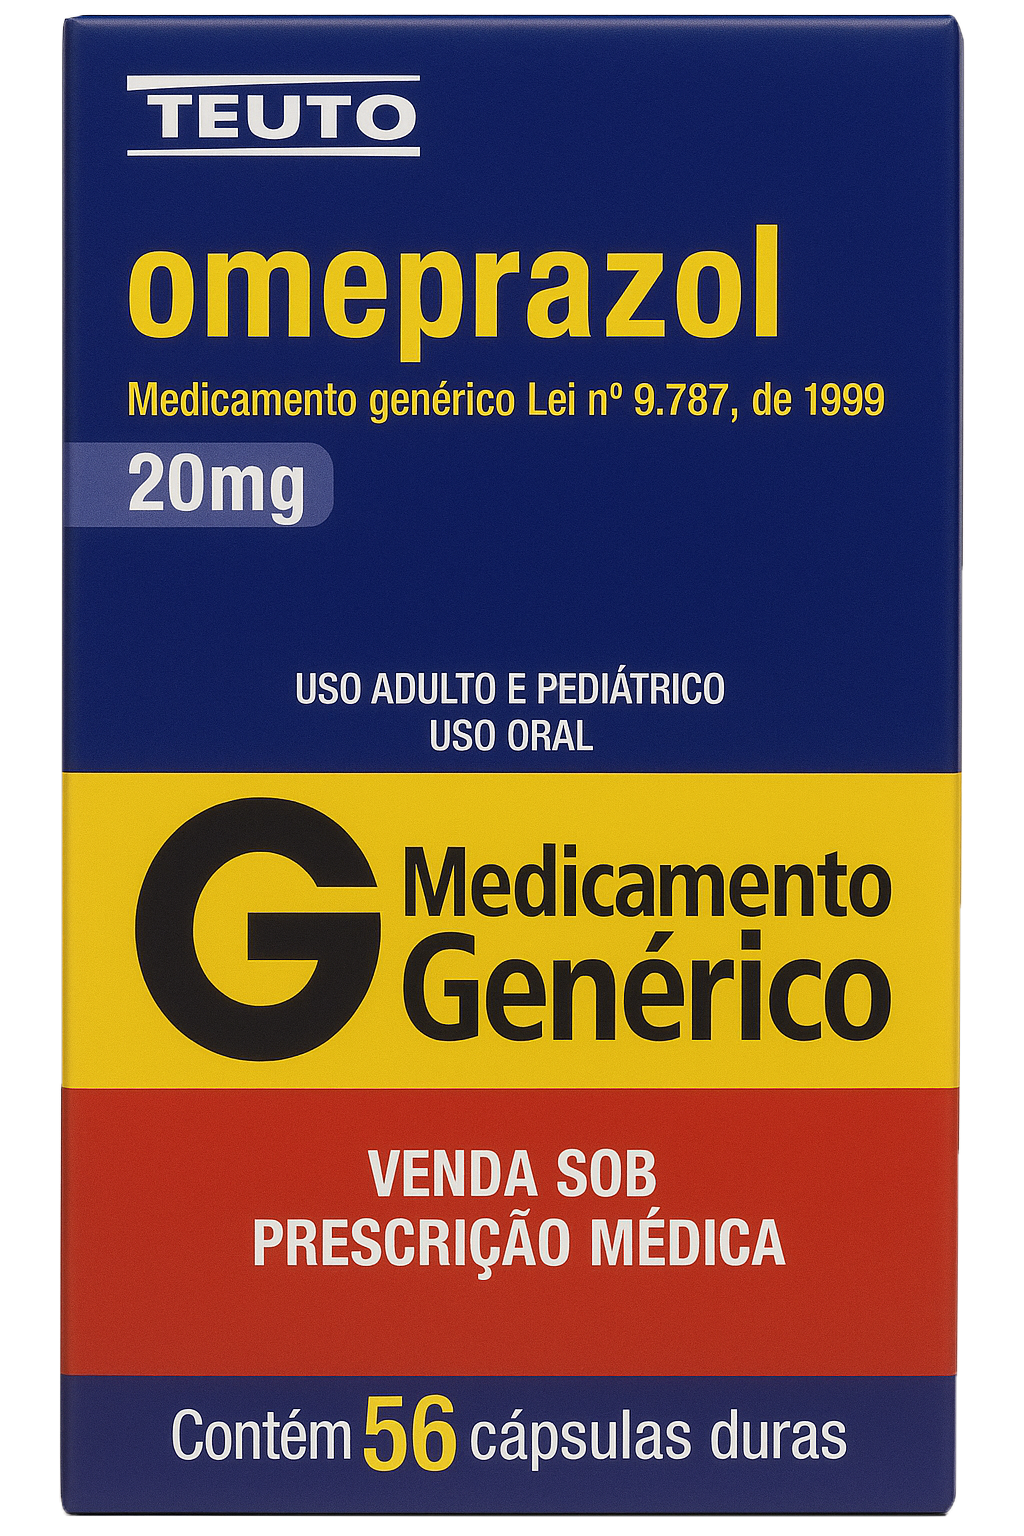 TEUTO
omeprazol
Medicamento genérico Lei nº 9.787, de 1999
20mg
USO ADULTO E PEDIÁTRICO
USO ORAL
G Medicamento
Genérico
VENDA SOB
PRESCRIÇÃO MÉDICA
Contém 56 cápsulas duras